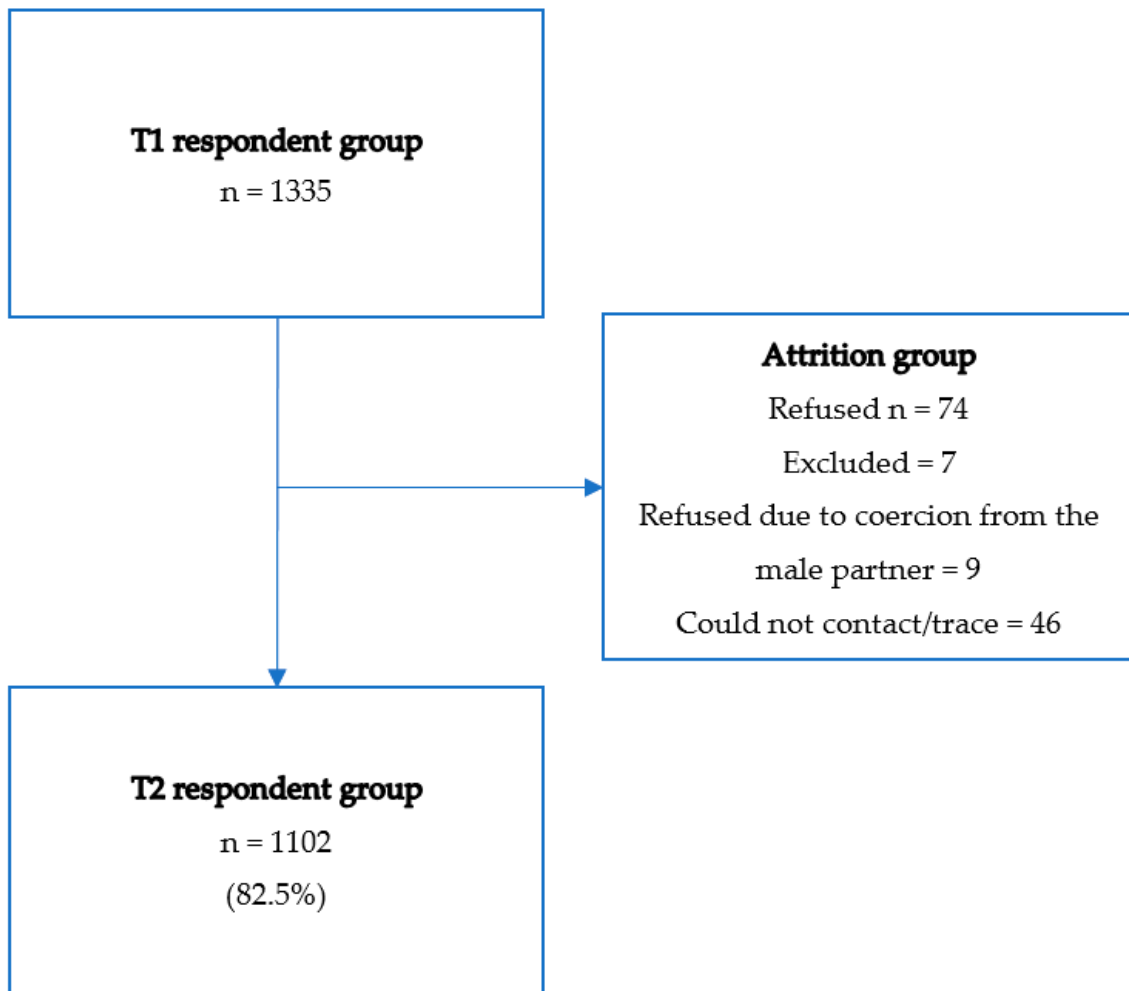 T1 respondent group
n = 1335
Attrition group
Refused n = 74
Excluded = 7
Refused due to coercion from the
male partner = 9
Could not contact/trace = 46
T2 respondent group
n = 1102
(82.5%)